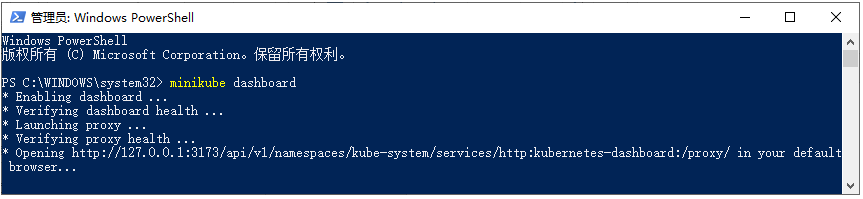 管理员: Windows PowerShell
Windows PowerShell
版权所有 (C) Microsoft Corporation。保留所有权利。
PS C:\WINDOWS\system32> minikube dashboard
* Enabling dashboard ...
* Verifying dashboard health ...
* Launching proxy ...
* Verifying proxy health ...
* Opening http://127.0.0.1:3173/api/v1/namespaces/kube-system/services/http:kubernetes-dashboard:/proxy/ in your default
browser...